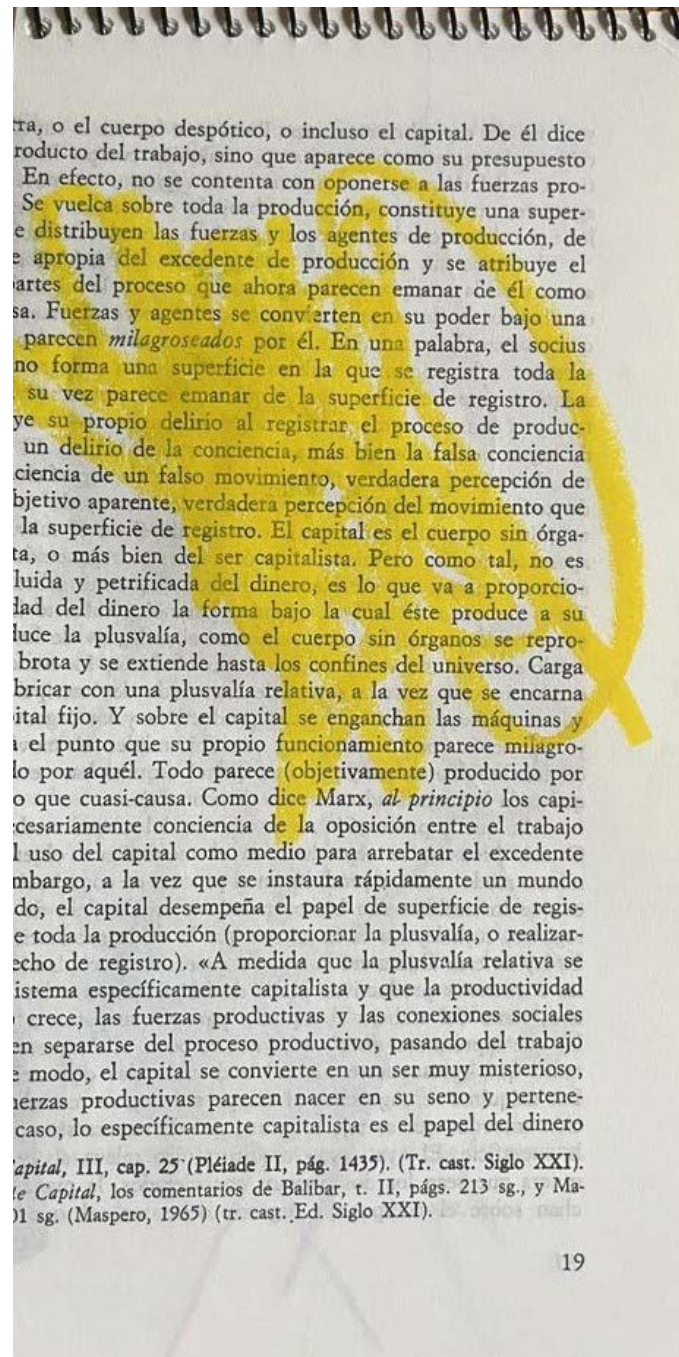 ra, o el cuerpo despótico, o incluso el capital. De él dice
roducto del trabajo, sino que aparece como su presupuesto
En efecto, no se contenta con oponerse a las fuerzas pro-
Se vuelca sobre toda la producción, constituye una super-
e distribuyen las fuerzas y los agentes de producción, de
e apropia del excedente de producción y se atribuye el
artes del proceso que ahora parecen emanar de él como
sa. Fuerzas y agentes se convierten en su poder bajo una
parecen milagroseados por él. En una palabra, el socius
no forma una superficie en la que se registra toda la
su vez parece emanar de la superficie de registro. La
ye su propio delirio al registrar el proceso de produc-
un delirio de la conciencia, más bien la falsa conciencia
ciencia de un falso movimiento, verdadera percepción de
bjetivo aparente, verdadera percepción del movimiento que
la superficie de registro. El capital es el cuerpo sin órga-
ta, o más bien del ser capitalista. Pero como tal, no es
luida y petrificada del dinero, es lo que va a proporcio-
dad del dinero la forma bajo la cual éste produce a su
duce la plusvalía, como el cuerpo sin órganos se repro-
brota y se extiende hasta los confines del universo. Carga
bricar con una plusvalía relativa, a la vez que se encarna
ital fijo. Y sobre el capital se enganchan las máquinas y
a el punto que su propio funcionamiento parece milagro-
do por aquél. Todo parece (objetivamente) producido por
o que cuasi-causa. Como dice Marx, al principio los capi-
cesariamente conciencia de la oposición entre el trabajo
l uso del capital como medio para arrebatar el excedente
mbargo, a la vez que se instaura rápidamente un mundo
do, el capital desempeña el papel de superficie de regis-
e toda la producción (proporcionar la plusvalía, o realizar-
echo de registro). «A medida que la plusvalía relativa se
istema específicamente capitalista y que la productividad
crece, las fuerzas productivas y las conexiones sociales
en separarse del proceso productivo, pasando del trabajo
e modo, el capital se convierte en un ser muy misterioso,
uerzas productivas parecen nacer en su seno y pertene-
caso, lo específicamente capitalista es el papel del dinero
apital, III, cap. 25 (Pléiade II, pág. 1435). (Tr. cast. Siglo XXI).
le Capital, los comentarios de Balibar, t. II, págs. 213 sg., y Ma-
01 sg. (Maspero, 1965) (tr. cast. Ed. Siglo XXI).
19